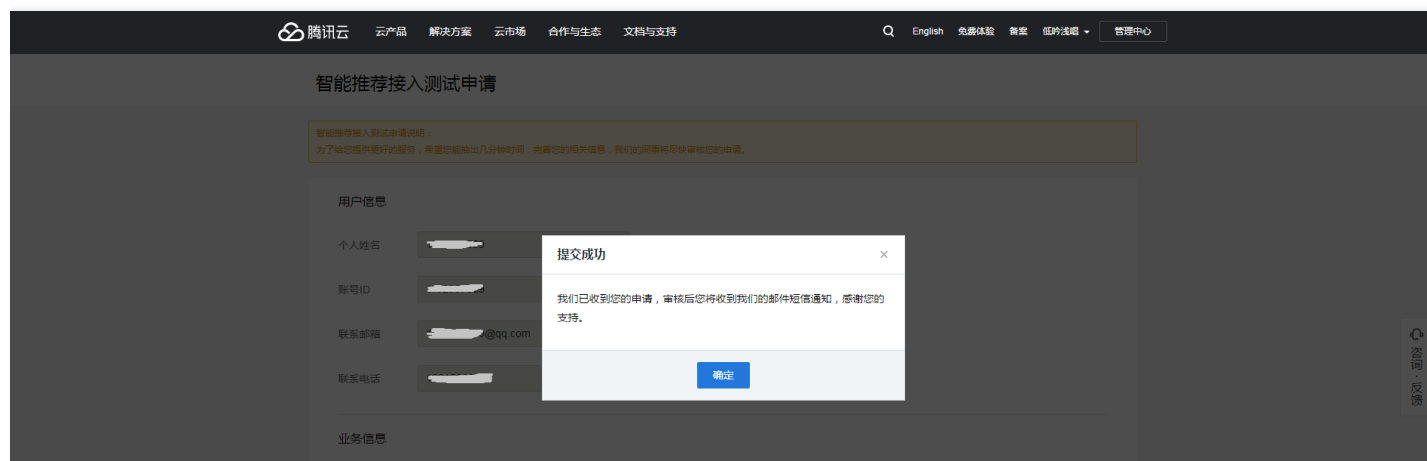 腾讯云 云产品 解决方案 云市场 合作与生态 文档与支持 English 免费体验 备案 低吟浅唱 管理中心
智能推荐接入测试申请
智能推荐接入测试申请说明：
为了给您提供更好的服务，希望您能抽出几分钟时间，完善您的相关信息，我们的同事将尽快审核您的申请。
用户信息
个人姓名
账号ID
联系邮箱 @qq.com
联系电话
业务信息
提交成功 ×
我们已收到您的申请，审核后您将收到我们的邮件短信通知，感谢您的
支持。
确定
咨询·反馈